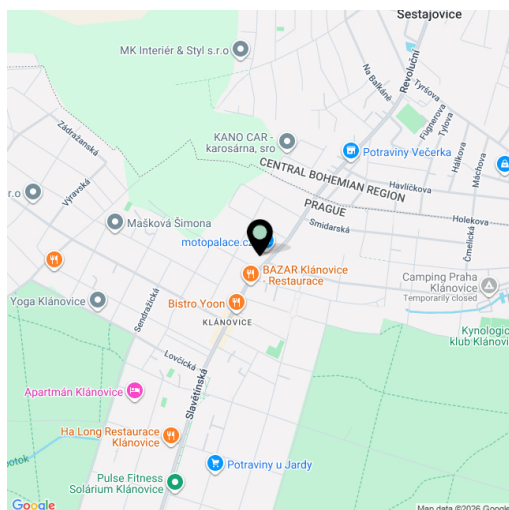 Sestajovice
MK Interiér & Styl s.r.o
Na Balkáně
Revoluční
Tyršova
Fügnerova
Tylova
Hálkova
Máchova
KANO CAR -
karosárna, sro
Potraviny Večerka
Zádražanská
CENTRAL BOHEMIAN REGION
PRAGUE
Havlíčkova
Holekova
r.o
Výravská
Mašková Šimona
Smidarská
motopalace.cz
Čmelická
BAZAR Klánovice
- Restaurace
Camping Praha
Klánovice
Temporarily closed
Yoga Klánovice
Sendražická
Bistro Yoon
KLÁNOVICE
Kynologic
klub Klánovi
Lovčická
Slavětínská
Apartmán Klánovice
Ha Long Restaurace
Klánovice
Potraviny u Jardy
potok
Pulse Fitness
Solárium Klánovice
Google
Map data ©2026 Google